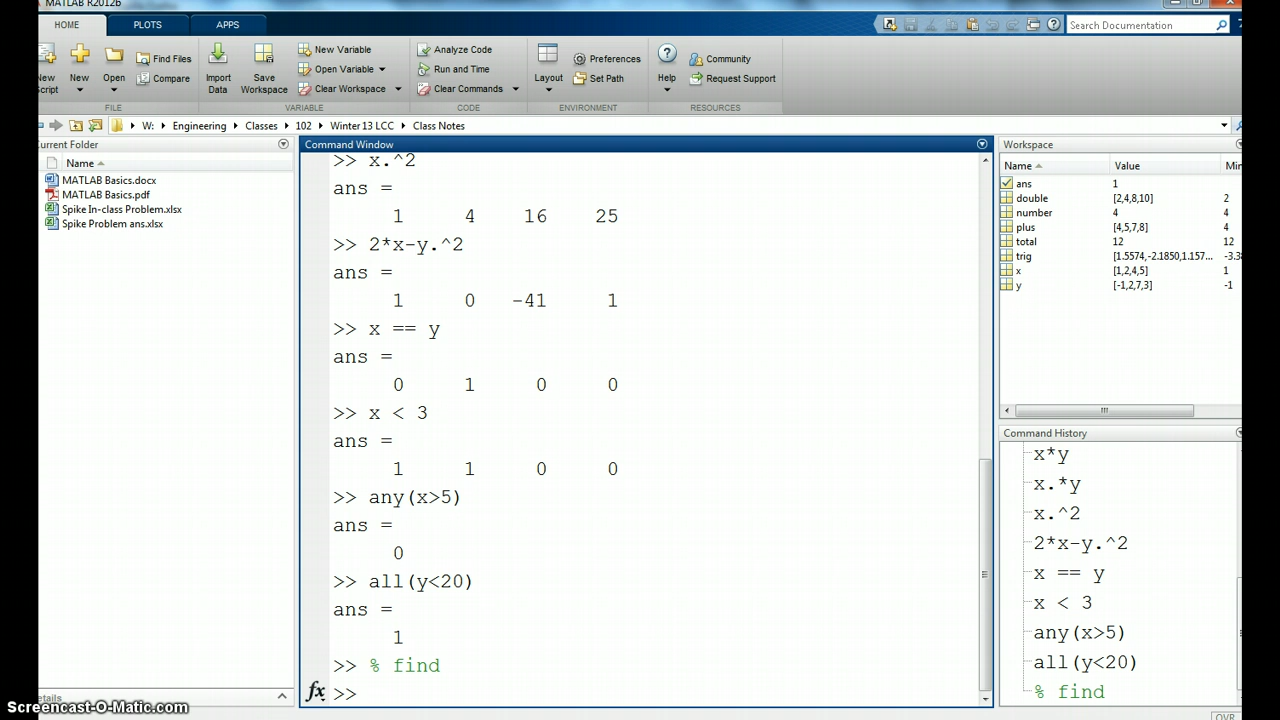 MATLAB R2012b
HOME PLOTS APPS
Search Documentation
New Script
New
Open
Find Files
Compare
Import Data
Save Workspace
New Variable
Open Variable
Clear Workspace
Analyze Code
Run and Time
Clear Commands
Layout
Preferences
Set Path
Help
Community
Request Support
FILE VARIABLE CODE ENVIRONMENT RESOURCES
W: Engineering Classes 102 Winter 13 LCC Class Notes
urrent Folder
Name
MATLAB Basics.docx
MATLAB Basics.pdf
Spike In-class Problem.xlsx
Spike Problem ans.xlsx
etails
Command Window
>> x.^2
ans =
1 4 16 25
>> 2*x-y.^2
ans =
1 0 -41 1
>> x == y
ans =
0 1 0 0
>> x < 3
ans =
1 1 0 0
>> any(x>5)
ans =
0
>> all(y<20)
ans =
1
>> % find
fx >>
Workspace
Name Value Min
ans 1
double [2,4,8,10] 2
number 4 4
plus [4,5,7,8] 4
total 12 12
trig [1.5574,-2.1850,1.157... -3.38
x [1,2,4,5] 1
y [-1,2,7,3] -1
Command History
x*y
x.*y
x.^2
2*x-y.^2
x == y
x < 3
any(x>5)
all(y<20)
% find
OVR
Screencast-O-Matic.com